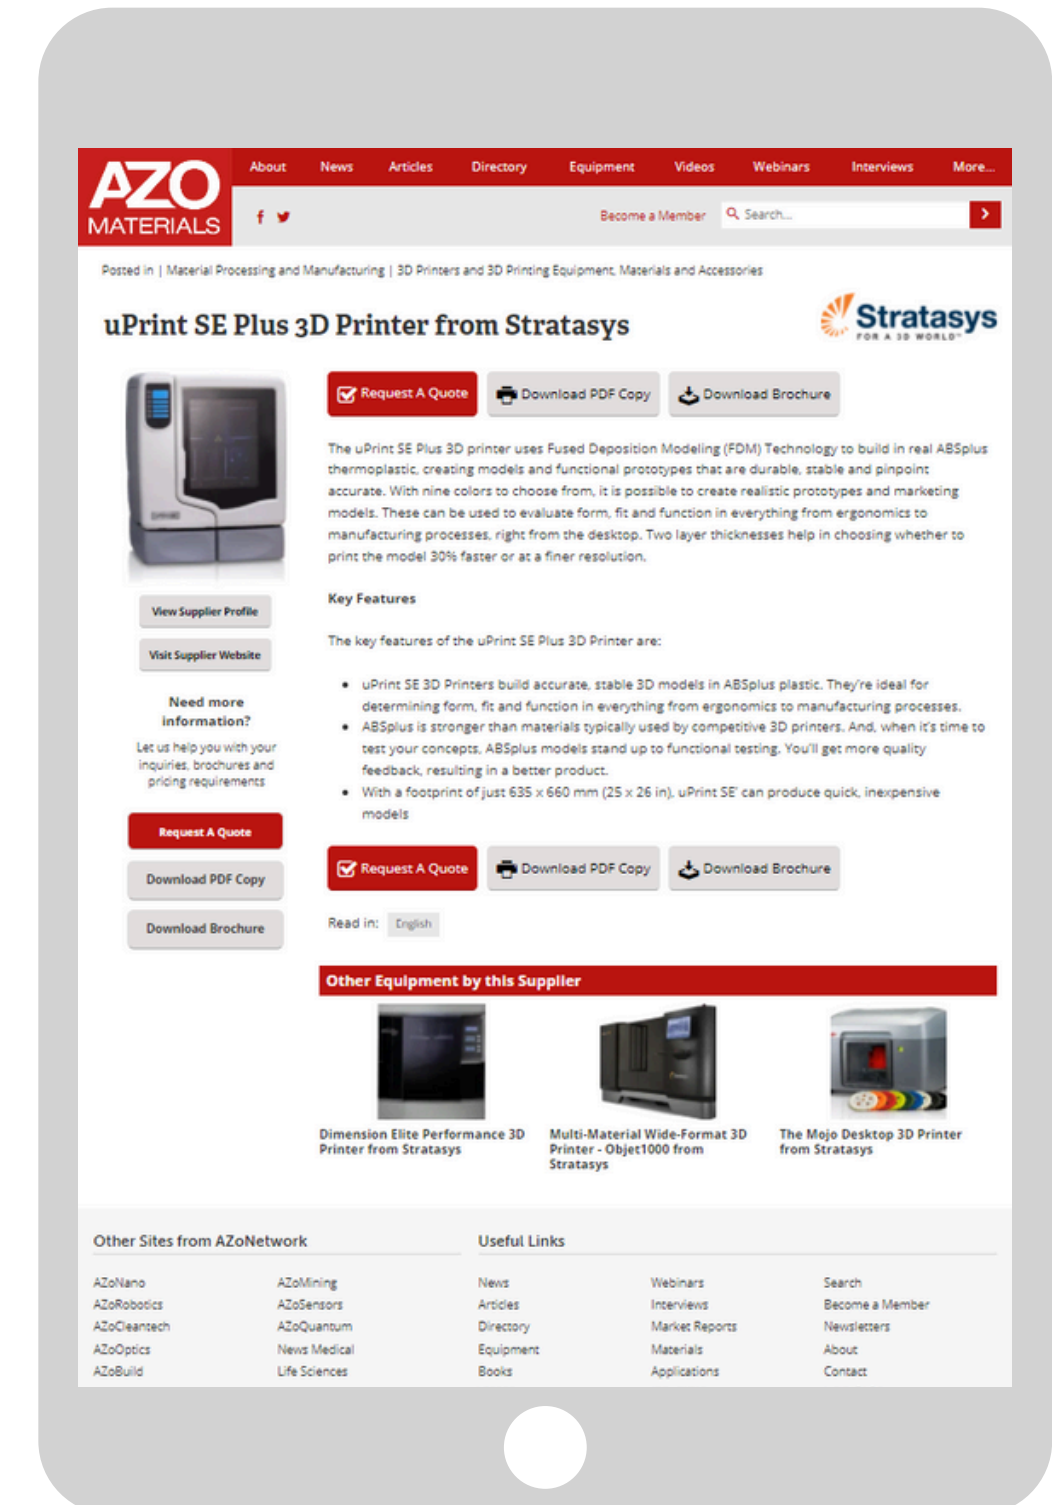 AZO
MATERIALS
About News Articles Directory Equipment Videos Webinars Interviews More...
Become a Member Search...
Posted in | Material Processing and Manufacturing | 3D Printers and 3D Printing Equipment, Materials and Accessories
uPrint SE Plus 3D Printer from Stratasys
Stratasys
FOR A 3D WORLD™
Request A Quote Download PDF Copy Download Brochure
The uPrint SE Plus 3D printer uses Fused Deposition Modeling (FDM) Technology to build in real ABSplus
thermoplastic, creating models and functional prototypes that are durable, stable and pinpoint
accurate. With nine colors to choose from, it is possible to create realistic prototypes and marketing
models. These can be used to evaluate form, fit and function in everything from ergonomics to
manufacturing processes, right from the desktop. Two layer thicknesses help in choosing whether to
print the model 30% faster or at a finer resolution.
Key Features
The key features of the uPrint SE Plus 3D Printer are:
• uPrint SE 3D Printers build accurate, stable 3D models in ABSplus plastic. They're ideal for
determining form, fit and function in everything from ergonomics to manufacturing processes.
• ABSplus is stronger than materials typically used by competitive 3D printers. And, when it's time to
test your concepts, ABSplus models stand up to functional testing. You'll get more quality
feedback, resulting in a better product.
• With a footprint of just 635 x 660 mm (25 x 26 in), uPrint SE' can produce quick, inexpensive
models
Request A Quote Download PDF Copy Download Brochure
Read in: English
View Supplier Profile
Visit Supplier Website
Need more
information?
Let us help you with your
inquiries, brochures and
pricing requirements
Request A Quote
Download PDF Copy
Download Brochure
Other Equipment by this Supplier
Dimension Elite Performance 3D
Printer from Stratasys
Multi-Material Wide-Format 3D
Printer - Objet1000 from
Stratasys
The Mojo Desktop 3D Printer
from Stratasys
Other Sites from AZoNetwork
AZoNano AZoMining
AZoRobotics AZoSensors
AZoCleantech AZoQuantum
AZoOptics News Medical
AZoBuild Life Sciences
Useful Links
News Webinars Search
Articles Interviews Become a Member
Directory Market Reports Newsletters
Equipment Materials About
Books Applications Contact